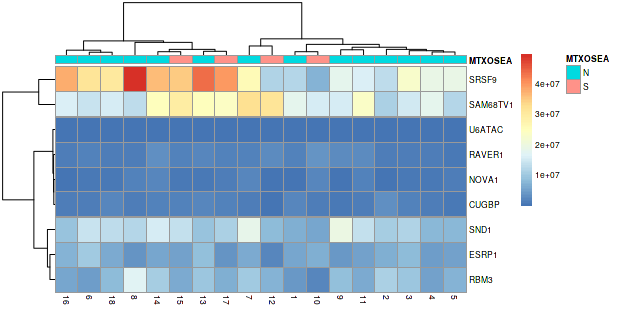 MTXOSEA
MTXOSEA
N
S
SRSF9
SAM68TV1
U6ATAC
RAVER1
NOVA1
CUGBP
SND1
ESRP1
RBM3
4e+07
3e+07
2e+07
1e+07
16 6 18 8 14 15 13 17 7 12 1 10 9 11 2 3 4 5